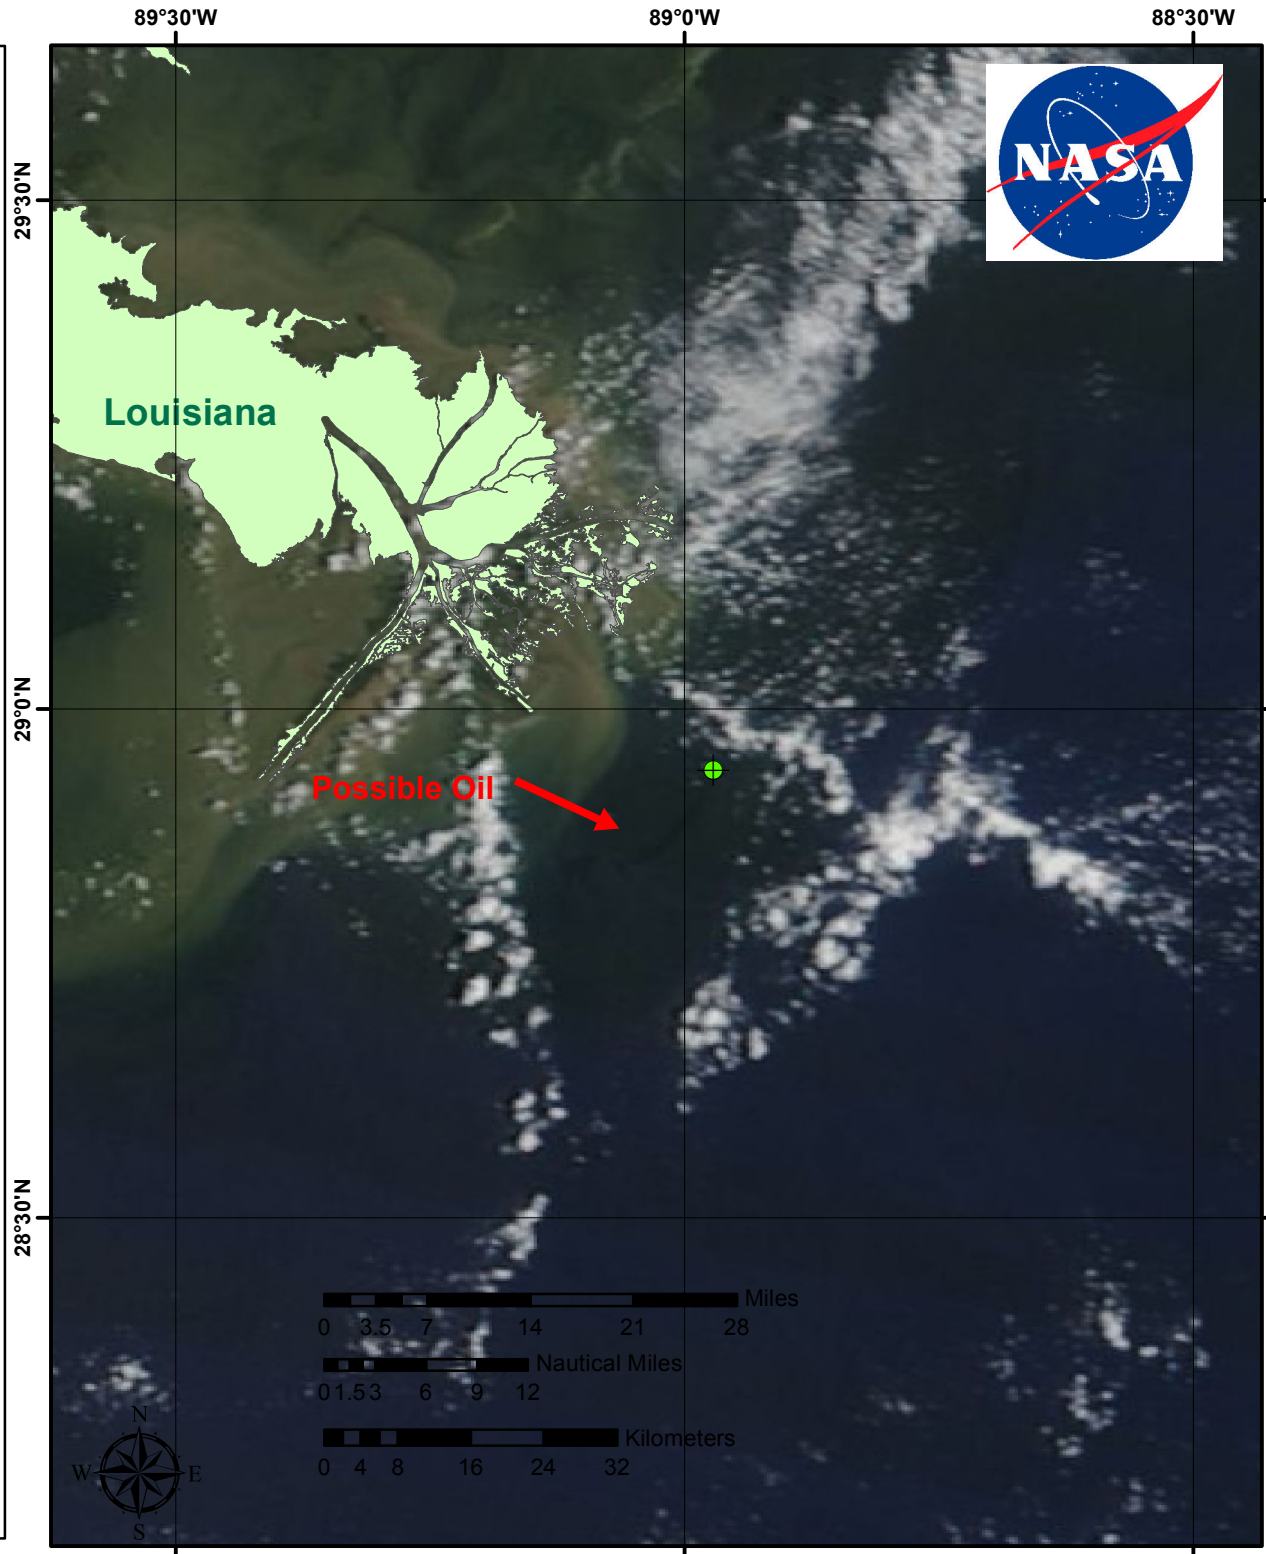 89°30'W
89°0'W
88°30'W
29°30'N
29°0'N
28°30'N
NASA
Louisiana
Possible Oil
Miles
0 3.5 7 14 21 28
Nautical Miles
0 1.5 3 6 9 12
Kilometers
0 4 8 16 24 32
N
W E
S